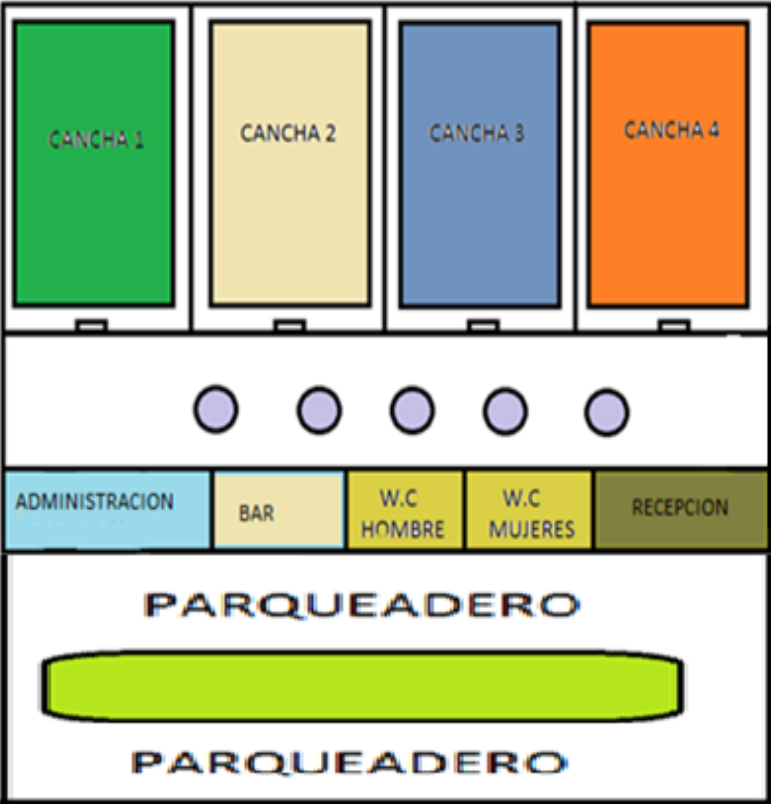 CANCHA 1
CANCHA 2
CANCHA 3
CANCHA 4
ADMINISTRACION
BAR
W.C
HOMBRE
W.C
MUJERES
RECEPCION
PARQUEADERO
PARQUEADERO